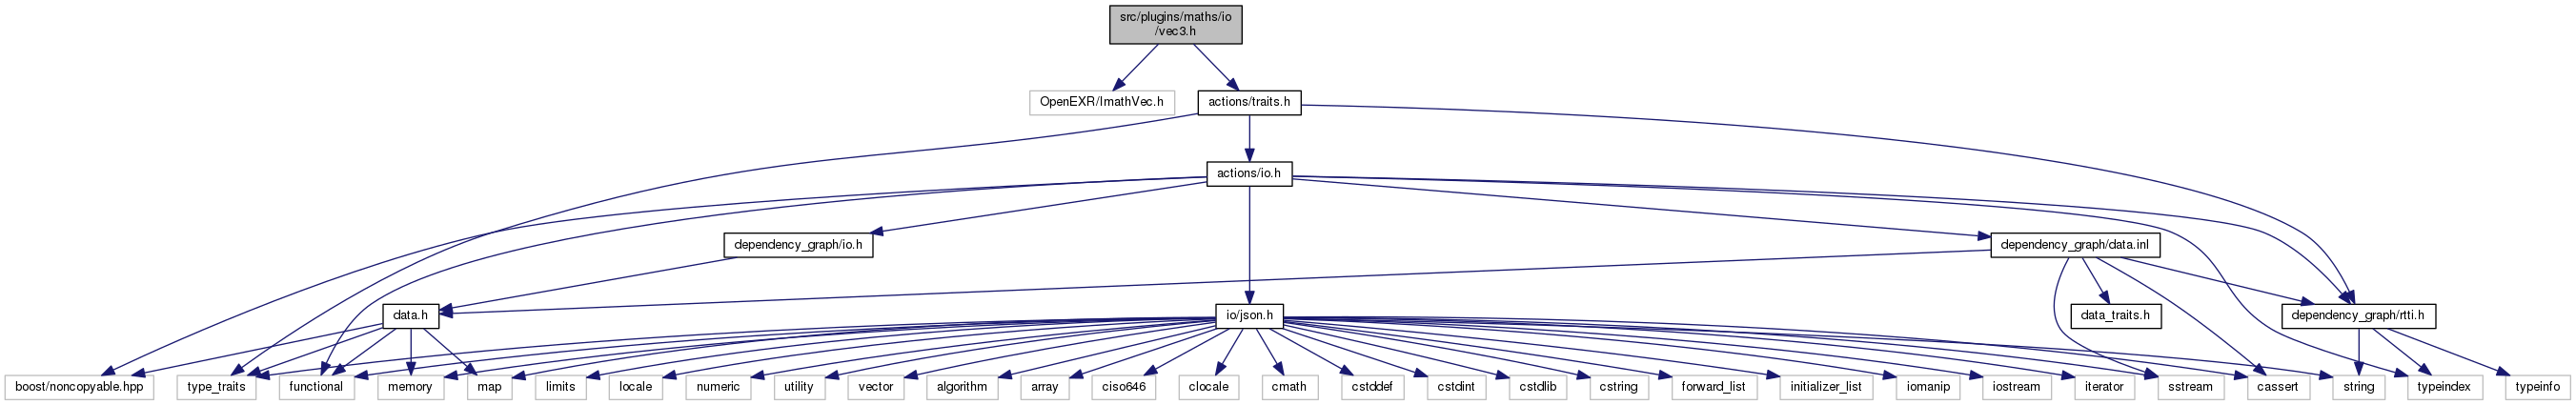 src/plugins/maths/io
/vec3.h
OpenEXR/ImathVec.h
actions/traits.h
actions/io.h
dependency_graph/io.h
dependency_graph/data.inl
data.h
io/json.h
data_traits.h
dependency_graph/rtti.h
boost/noncopyable.hpp
type_traits
functional
memory
map
limits
locale
numeric
utility
vector
algorithm
array
ciso646
clocale
cmath
cstddef
cstdint
cstdlib
cstring
forward_list
initializer_list
iomanip
iostream
iterator
sstream
cassert
string
typeindex
typeinfo